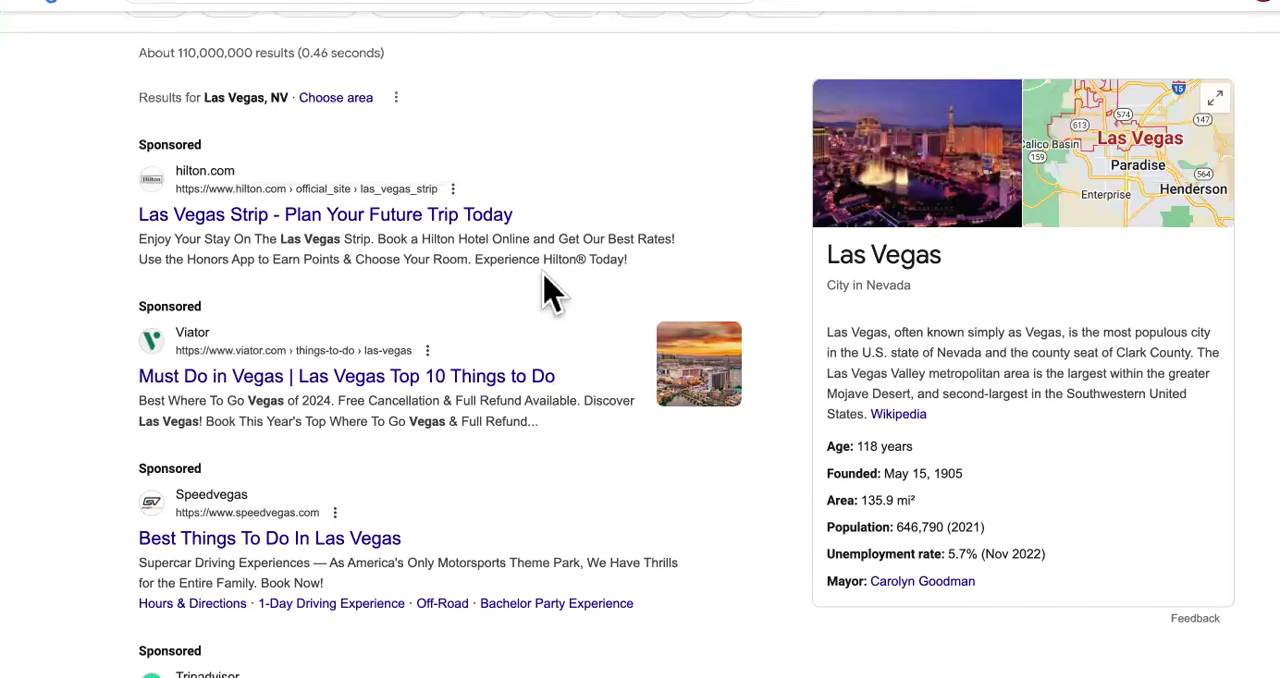 About 110,000,000 results (0.46 seconds)
Results for Las Vegas, NV · Choose area
Sponsored
Hilton
hilton.com
https://www.hilton.com › official_site › las_vegas_strip
Las Vegas Strip - Plan Your Future Trip Today
Enjoy Your Stay On The Las Vegas Strip. Book a Hilton Hotel Online and Get Our Best Rates!
Use the Honors App to Earn Points & Choose Your Room. Experience Hilton® Today!
Sponsored
Viator
https://www.viator.com › things-to-do › las-vegas
Must Do in Vegas | Las Vegas Top 10 Things to Do
Best Where To Go Vegas of 2024. Free Cancellation & Full Refund Available. Discover
Las Vegas! Book This Year's Top Where To Go Vegas & Full Refund...
Sponsored
Speedvegas
https://www.speedvegas.com
Best Things To Do In Las Vegas
Supercar Driving Experiences — As America's Only Motorsports Theme Park, We Have Thrills
for the Entire Family. Book Now!
Hours & Directions · 1-Day Driving Experience · Off-Road · Bachelor Party Experience
Sponsored
Tripadvisor
15
574
147
613
Las Vegas
Calico Basin
159
Paradise
564
Henderson
Enterprise
Las Vegas
City in Nevada
Las Vegas, often known simply as Vegas, is the most populous city
in the U.S. state of Nevada and the county seat of Clark County. The
Las Vegas Valley metropolitan area is the largest within the greater
Mojave Desert, and second-largest in the Southwestern United
States. Wikipedia
Age: 118 years
Founded: May 15, 1905
Area: 135.9 mi²
Population: 646,790 (2021)
Unemployment rate: 5.7% (Nov 2022)
Mayor: Carolyn Goodman
Feedback